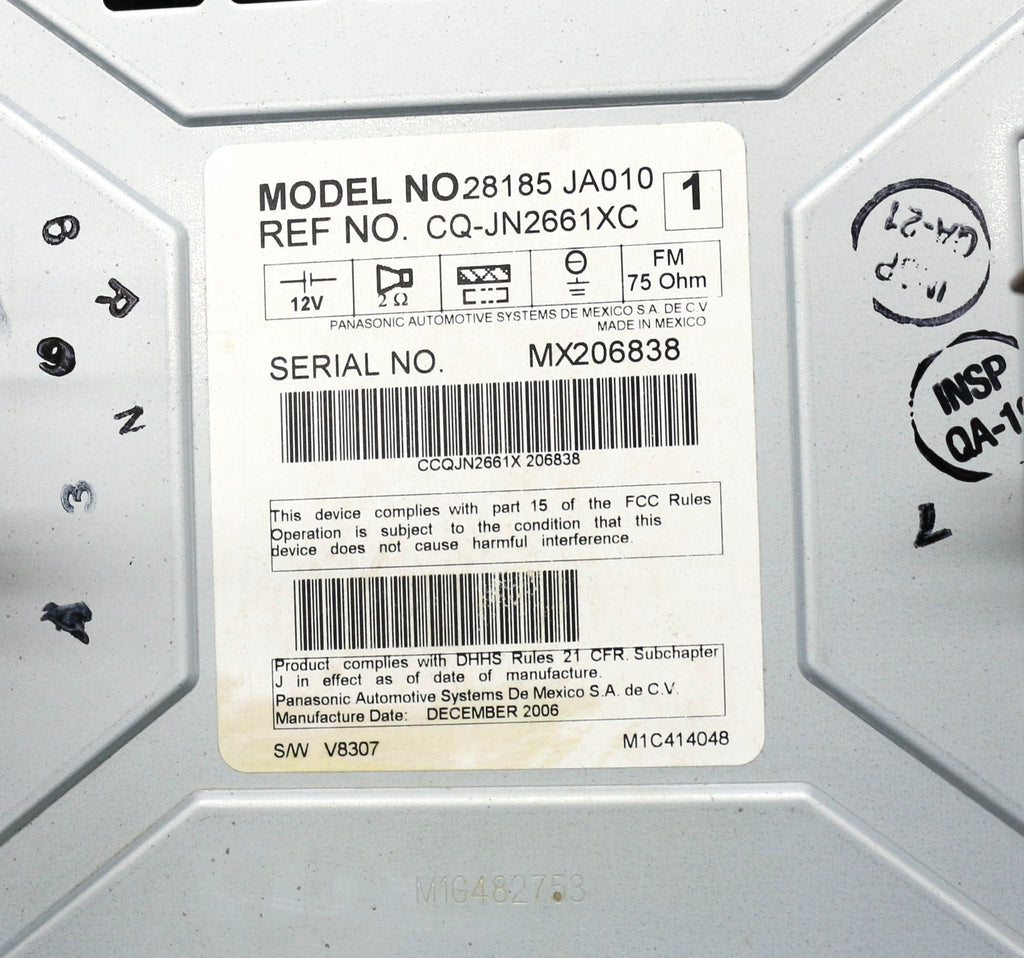 MODEL NO. 28185 JA010
1
REF NO. CQ-JN2661XC
12V
2 Ω
FM
75 Ohm
PANASONIC AUTOMOTIVE SYSTEMS DE MEXICO S.A. DE C.V
MADE IN MEXICO
SERIAL NO. MX206838
CCQJN2661X 206838
This device complies with part 15 of the FCC Rules
Operation is subject to the condition that this
device does not cause harmful interference.
Product complies with DHHS Rules 21 CFR. Subchapter
J in effect as of date of manufacture.
Panasonic Automotive Systems De Mexico S.A. de C.V.
Manufacture Date: DECEMBER 2006
S/W V8307
M1C414048
M1G482753
QA-21
INSP
INSP
B
R
6
N
3
7